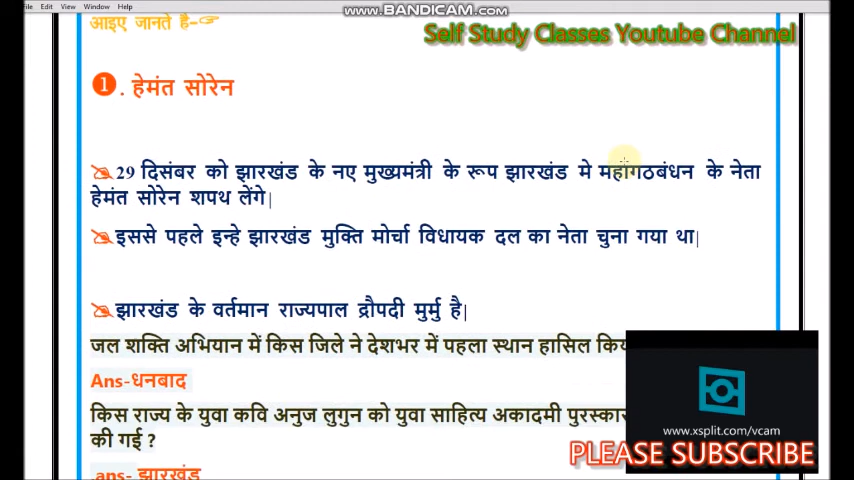 File Edit View Window Help
www.BANDICAM.com
आइए जानते है-☞
Self Study Classes Youtube Channel
❶. हेमंत सोरेन
29 दिसंबर को झारखंड के नए मुख्यमंत्री के रूप झारखंड मे महागठबंधन के नेता
हेमंत सोरेन शपथ लेंगे|
इससे पहले इन्हे झारखंड मुक्ति मोर्चा विधायक दल का नेता चुना गया था|
झारखंड के वर्तमान राज्यपाल द्रौपदी मुर्मु है|
जल शक्ति अभियान में किस जिले ने देशभर में पहला स्थान हासिल किय
Ans-धनबाद
किस राज्य के युवा कवि अनुज लुगुन को युवा साहित्य अकादमी पुरस्कार
की गई ?
.ans- झारखंड
www.xsplit.com/vcam
PLEASE SUBSCRIBE